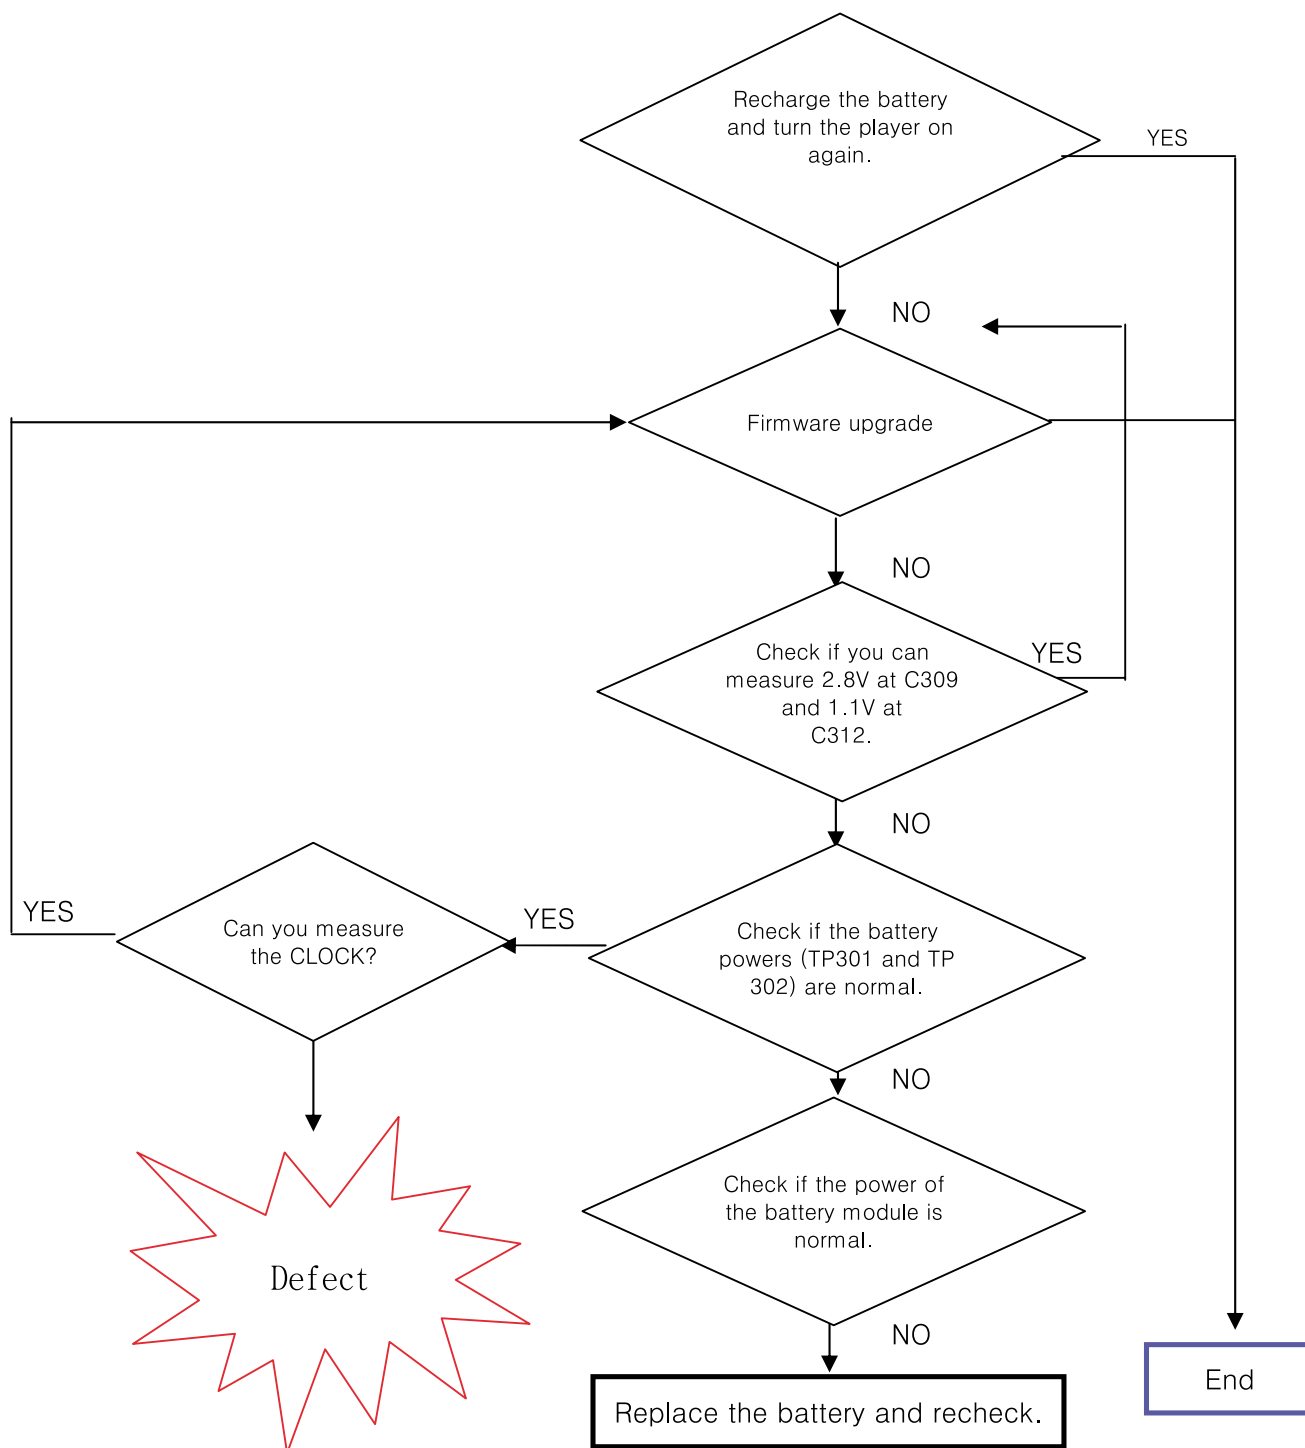 Recharge the battery
and turn the player on
again.
YES
NO
Firmware upgrade
NO
Check if you can
measure 2.8V at C309
and 1.1V at
C312.
YES
NO
YES
Can you measure
the CLOCK?
YES
Check if the battery
powers (TP301 and TP
302) are normal.
NO
Check if the power of
the battery module is
normal.
Defect
NO
End
Replace the battery and recheck.